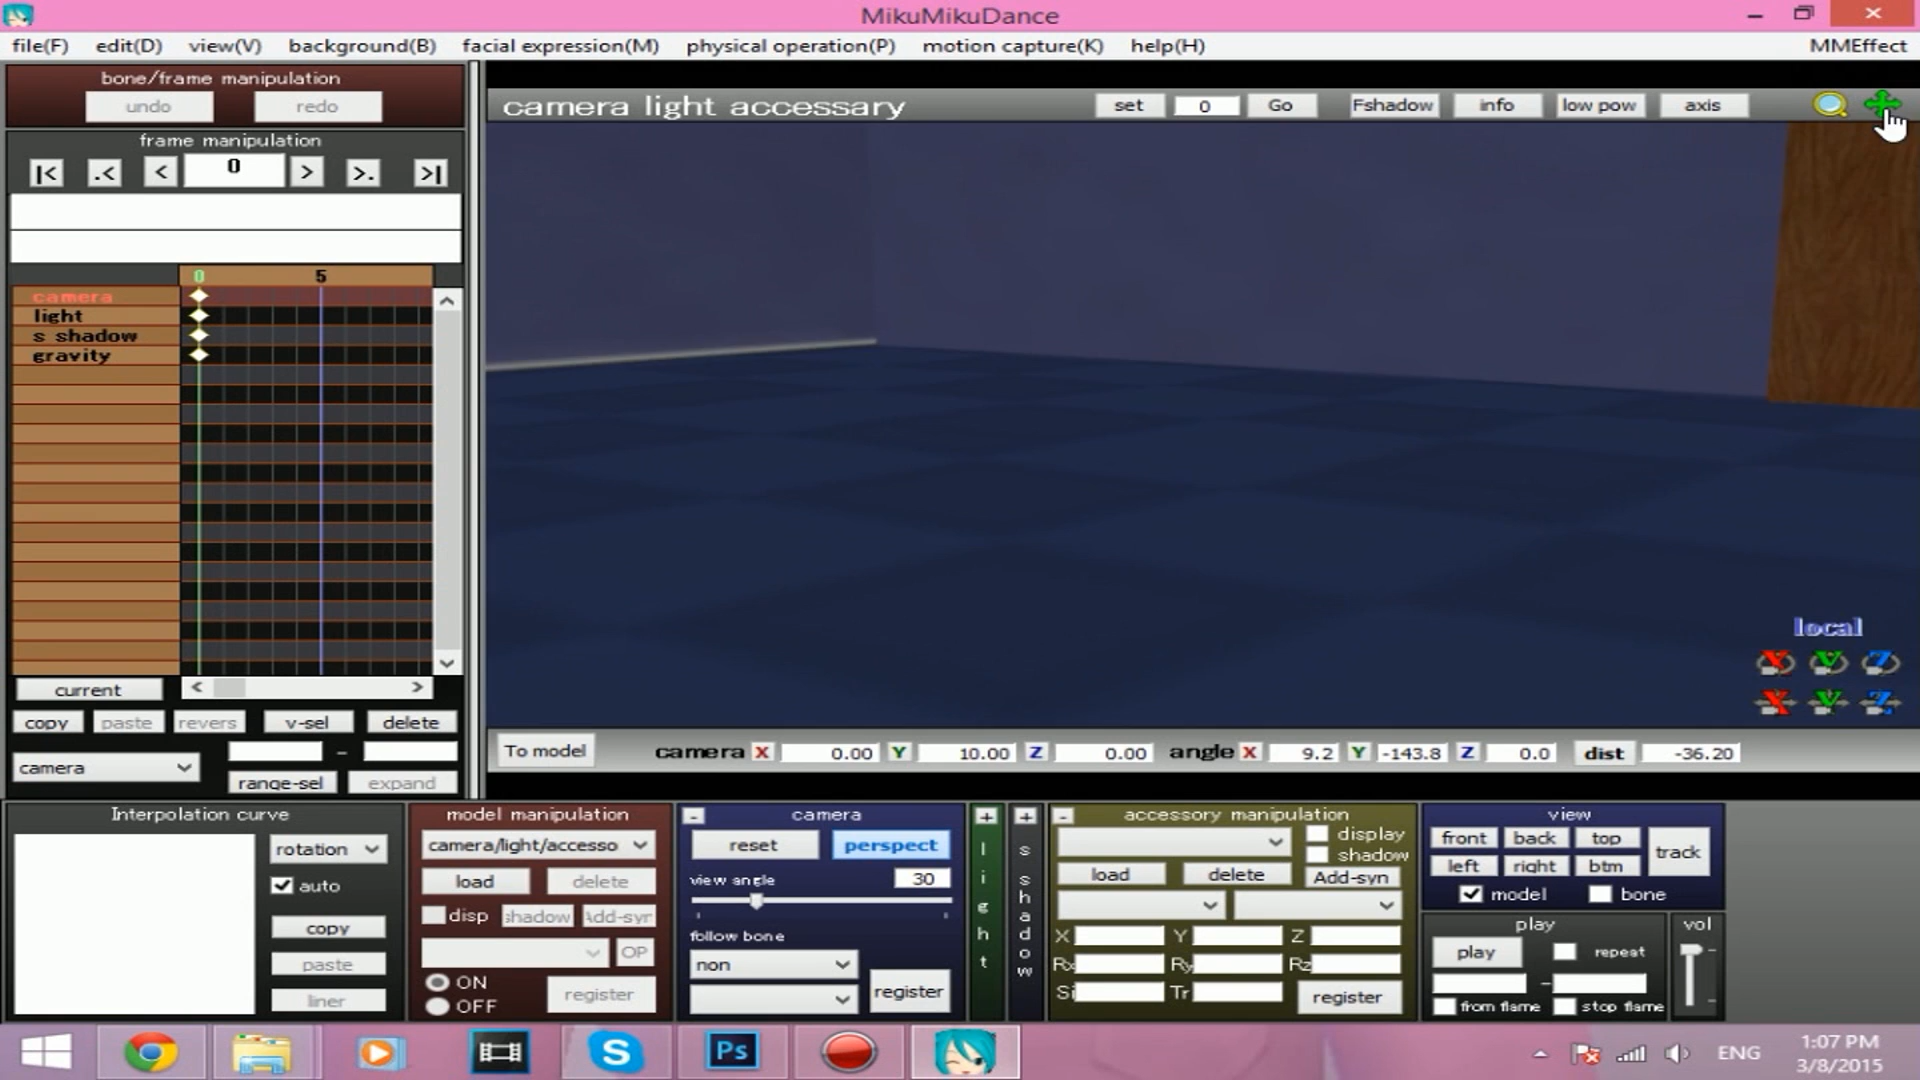 MikuMikuDance
file(F) edit(D) view(V) background(B) facial expression(M) physical operation(P) motion capture(K) help(H) MMEffect
bone/frame manipulation
undo redo
frame manipulation
|< .< < 0 > >. >|
0 5
camera
light
s shadow
gravity
current < >
copy paste revers v-sel delete
-
camera range-sel expand
camera light accessary set 0 Go Fshadow info low pow axis
local
X Y Z
X Y Z
To model camera X 0.00 Y 10.00 Z 0.00 angle X 9.2 Y -143.8 Z 0.0 dist -36.20
Interpolation curve
rotation
auto
copy
paste
liner
model manipulation
camera/light/accesso
load delete
disp shadow Add-syn
OP
ON
OFF
register
- camera
reset perspect
view angle 30
follow bone
non
register
+
light
+
s shadow
- accessory manipulation
display
shadow
load delete Add-syn
X Y Z
Rx Ry Rz
Si Tr register
view
front back top
left right btm
track
model bone
play
play repeat
-
from flame stop flame
vol
Ps
S
ENG
1:07 PM
3/8/2015